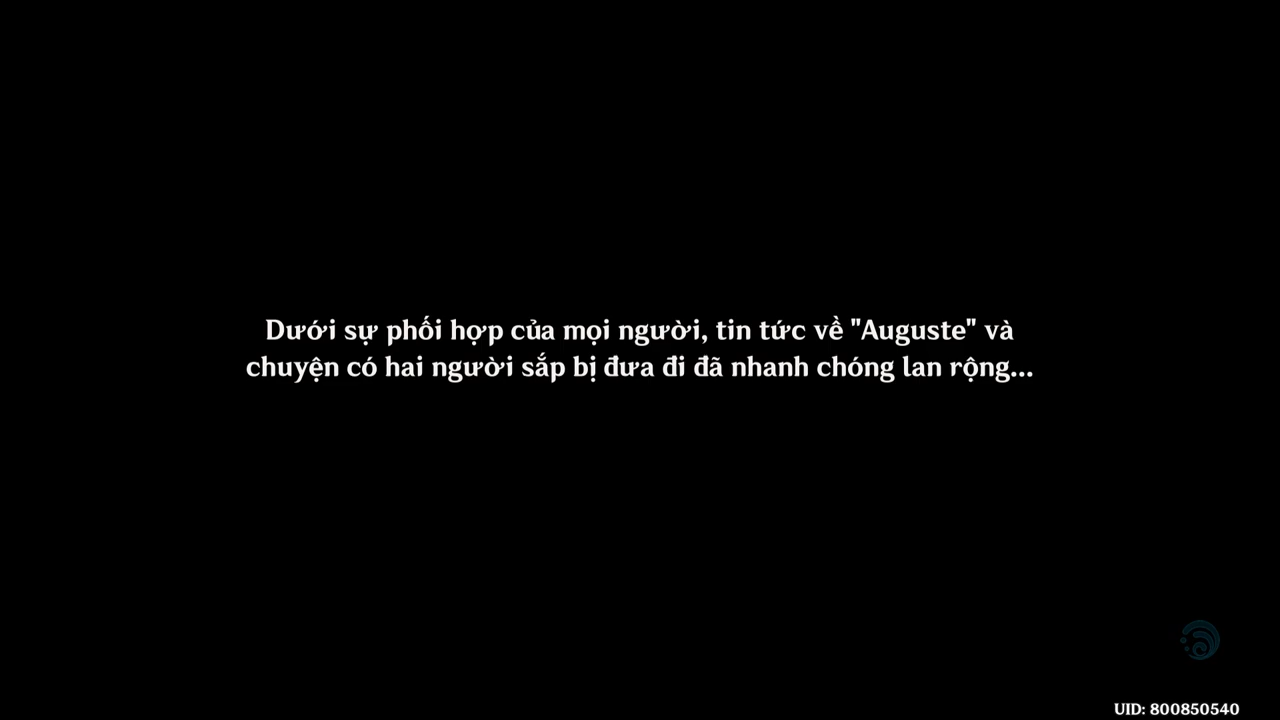 Dưới sự phối hợp của mọi người, tin tức về "Auguste" và
chuyện có hai người sắp bị đưa đi đã nhanh chóng lan rộng...
UID: 800850540